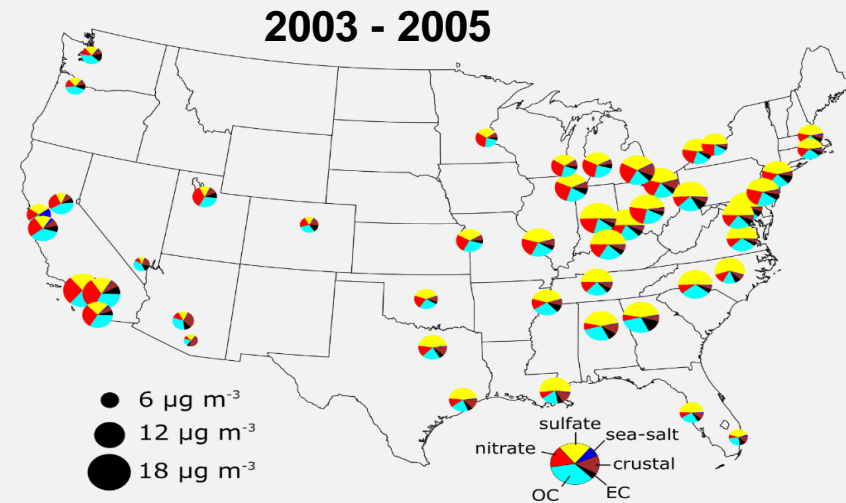 2003 - 2005
6 µg m⁻³
12 µg m⁻³
18 µg m⁻³
sulfate
sea-salt
nitrate
crustal
OC
EC